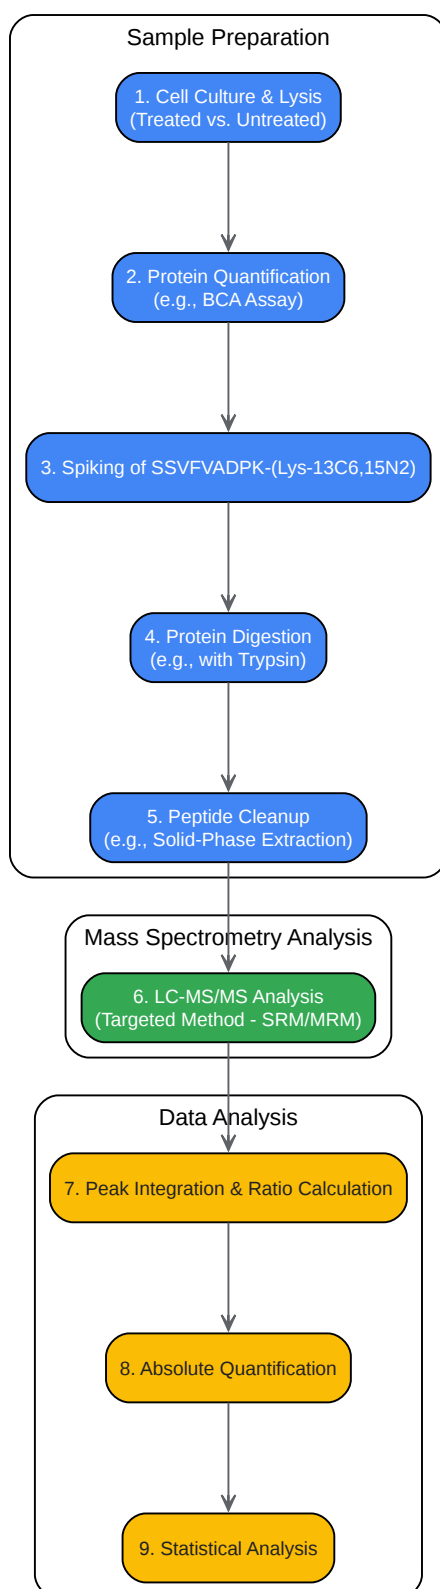 Sample Preparation
1. Cell Culture & Lysis
(Treated vs. Untreated)
2. Protein Quantification
(e.g., BCA Assay)
3. Spiking of SSVFVADPK-(Lys-13C6,15N2)
4. Protein Digestion
(e.g., with Trypsin)
5. Peptide Cleanup
(e.g., Solid-Phase Extraction)
Mass Spectrometry Analysis
6. LC-MS/MS Analysis
(Targeted Method - SRM/MRM)
Data Analysis
7. Peak Integration & Ratio Calculation
8. Absolute Quantification
9. Statistical Analysis